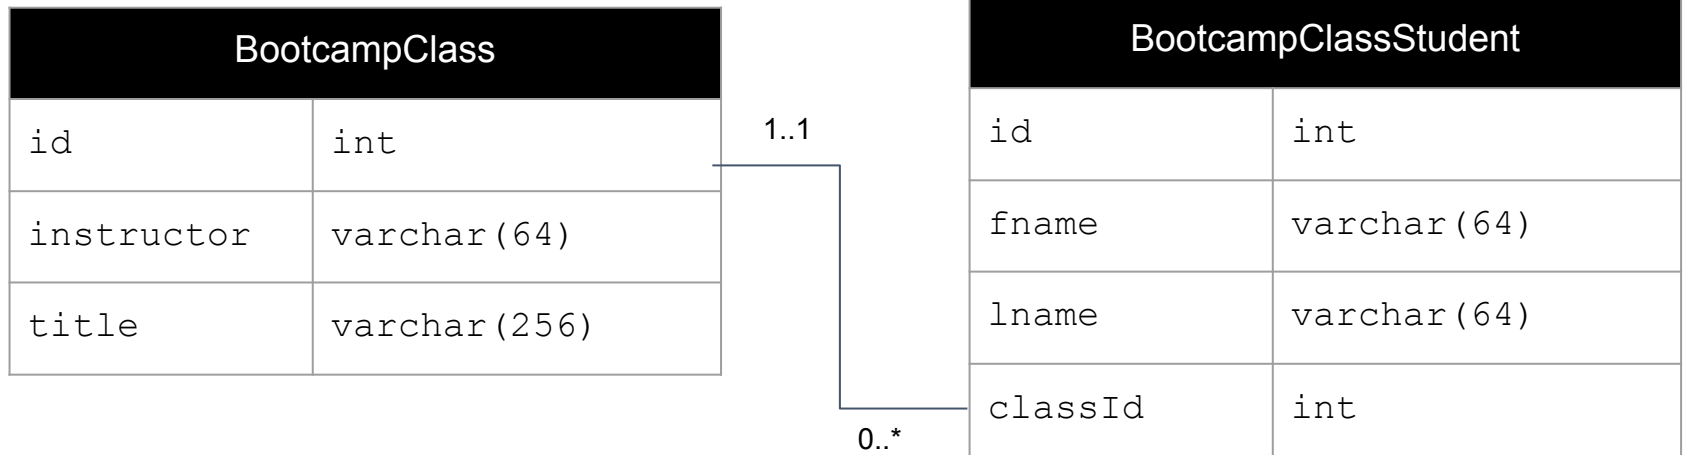 BootcampClass
id int
instructor varchar(64)
title varchar(256)
1..1
0..*
BootcampClassStudent
id int
fname varchar(64)
lname varchar(64)
classId int